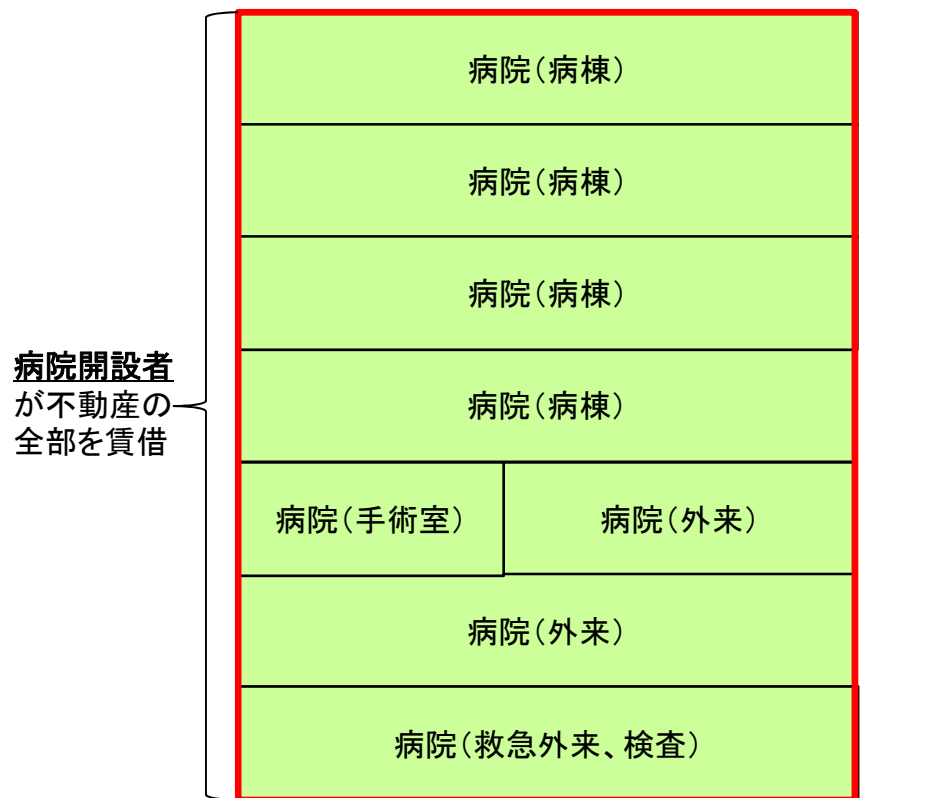 病院（病棟）
病院（病棟）
病院（病棟）
病院開設者
が不動産の
全部を賃借
病院（病棟）
病院（手術室）
病院（外来）
病院（外来）
病院（救急外来、検査）